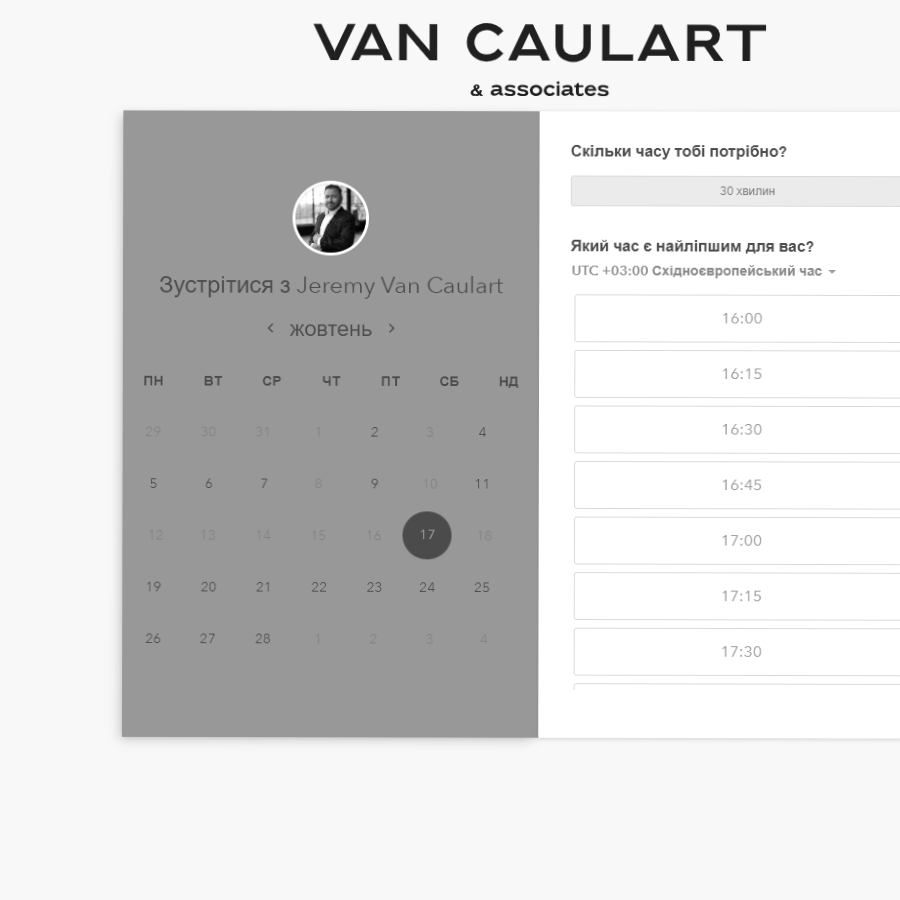 VAN CAULART
& associates
Зустрітися з Jeremy Van Caulart
жовтень
ПН ВТ СР ЧТ ПТ СБ НД
29 30 31 1 2 3 4
5 6 7 8 9 10 11
12 13 14 15 16 17 18
19 20 21 22 23 24 25
26 27 28 1 2 3 4
Скільки часу тобі потрібно?
30 хвилин
Який час є найліпшим для вас?
UTC +03:00 Східноєвропейський час
16:00
16:15
16:30
16:45
17:00
17:15
17:30